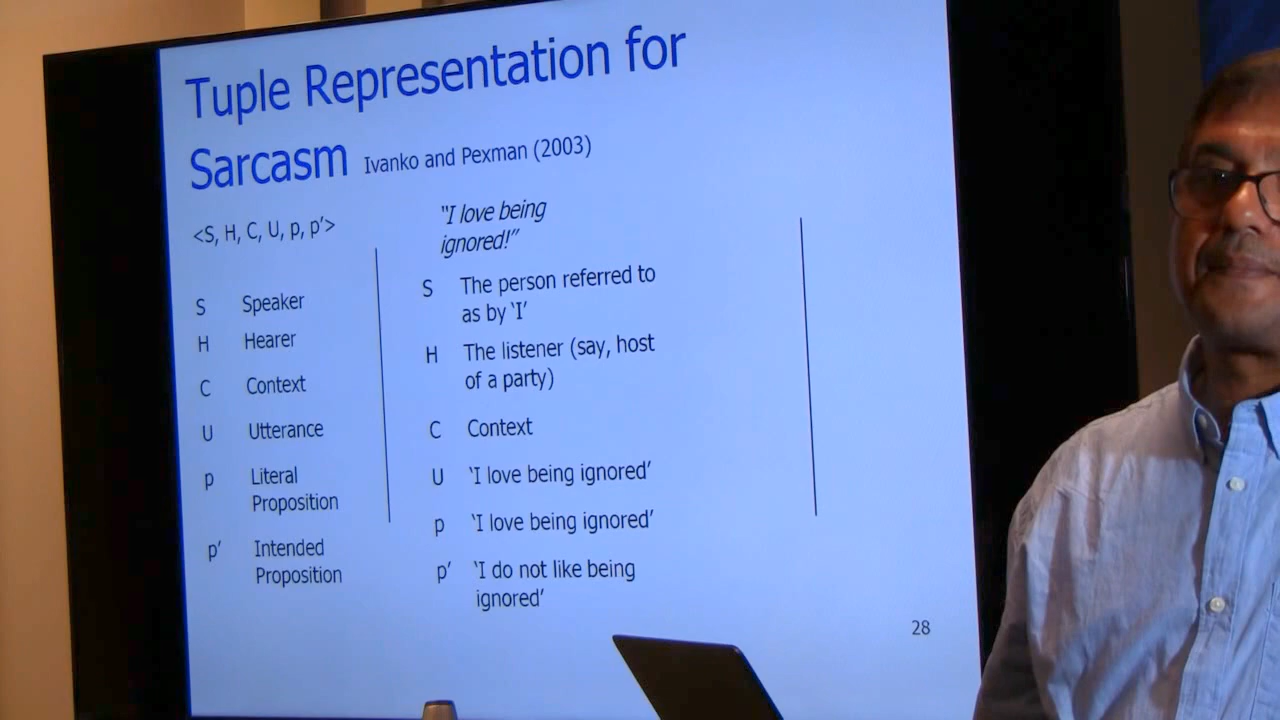 28
Tuple Representation for
Sarcasm Ivanko and Pexman (2003)
<S, H, C, U, p, p’>
S Speaker
H Hearer
C Context
U Utterance
p Literal
Proposition
p’ Intended
Proposition
“I love being
ignored!”
S The person referred to
as by ‘I’
H The listener (say, host
of a party)
C Context
U ‘I love being ignored’
p ‘I love being ignored’
p’ ‘I do not like being
ignored’
28